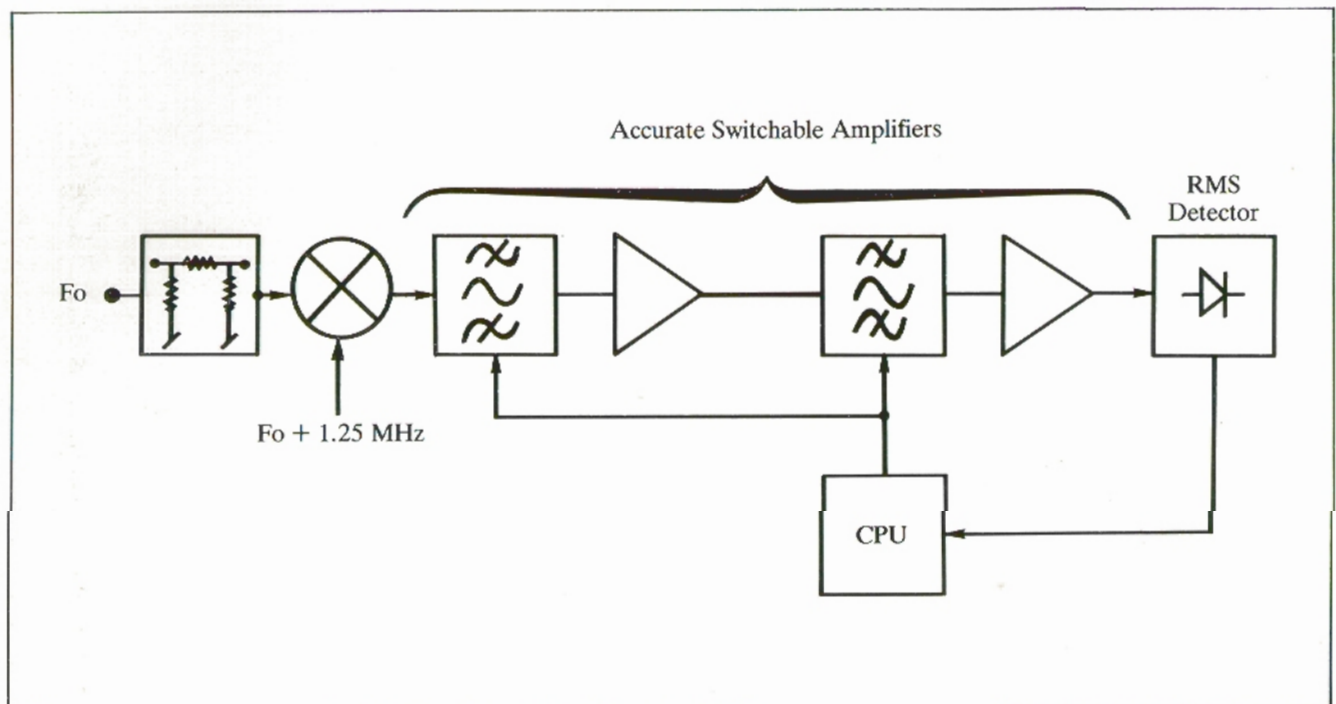 Accurate Switchable Amplifiers
RMS
Detector
Fo
Fo + 1.25 MHz
CPU